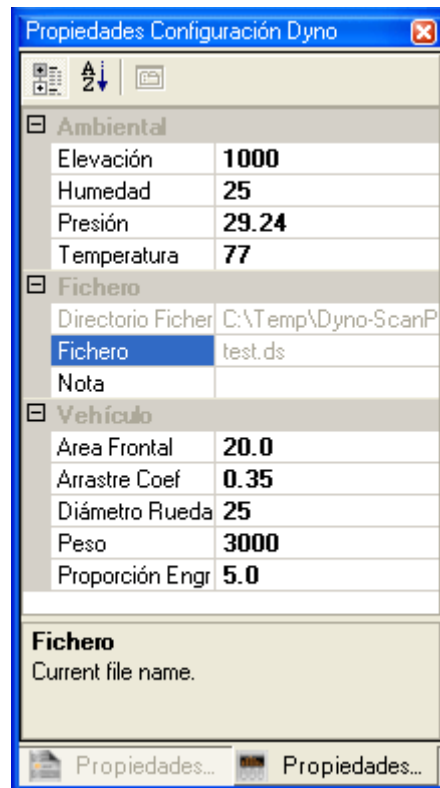 Propiedades Configuración Dyno
Ambiental
Elevación 1000
Humedad 25
Presión 29.24
Temperatura 77
Fichero
Directorio Ficher C:\Temp\Dyno-ScanP
Fichero test.ds
Nota
Vehículo
Area Frontal 20.0
Arrastre Coef 0.35
Diámetro Rueda 25
Peso 3000
Proporción Engr 5.0
Fichero
Current file name.
Propiedades... Propiedades...